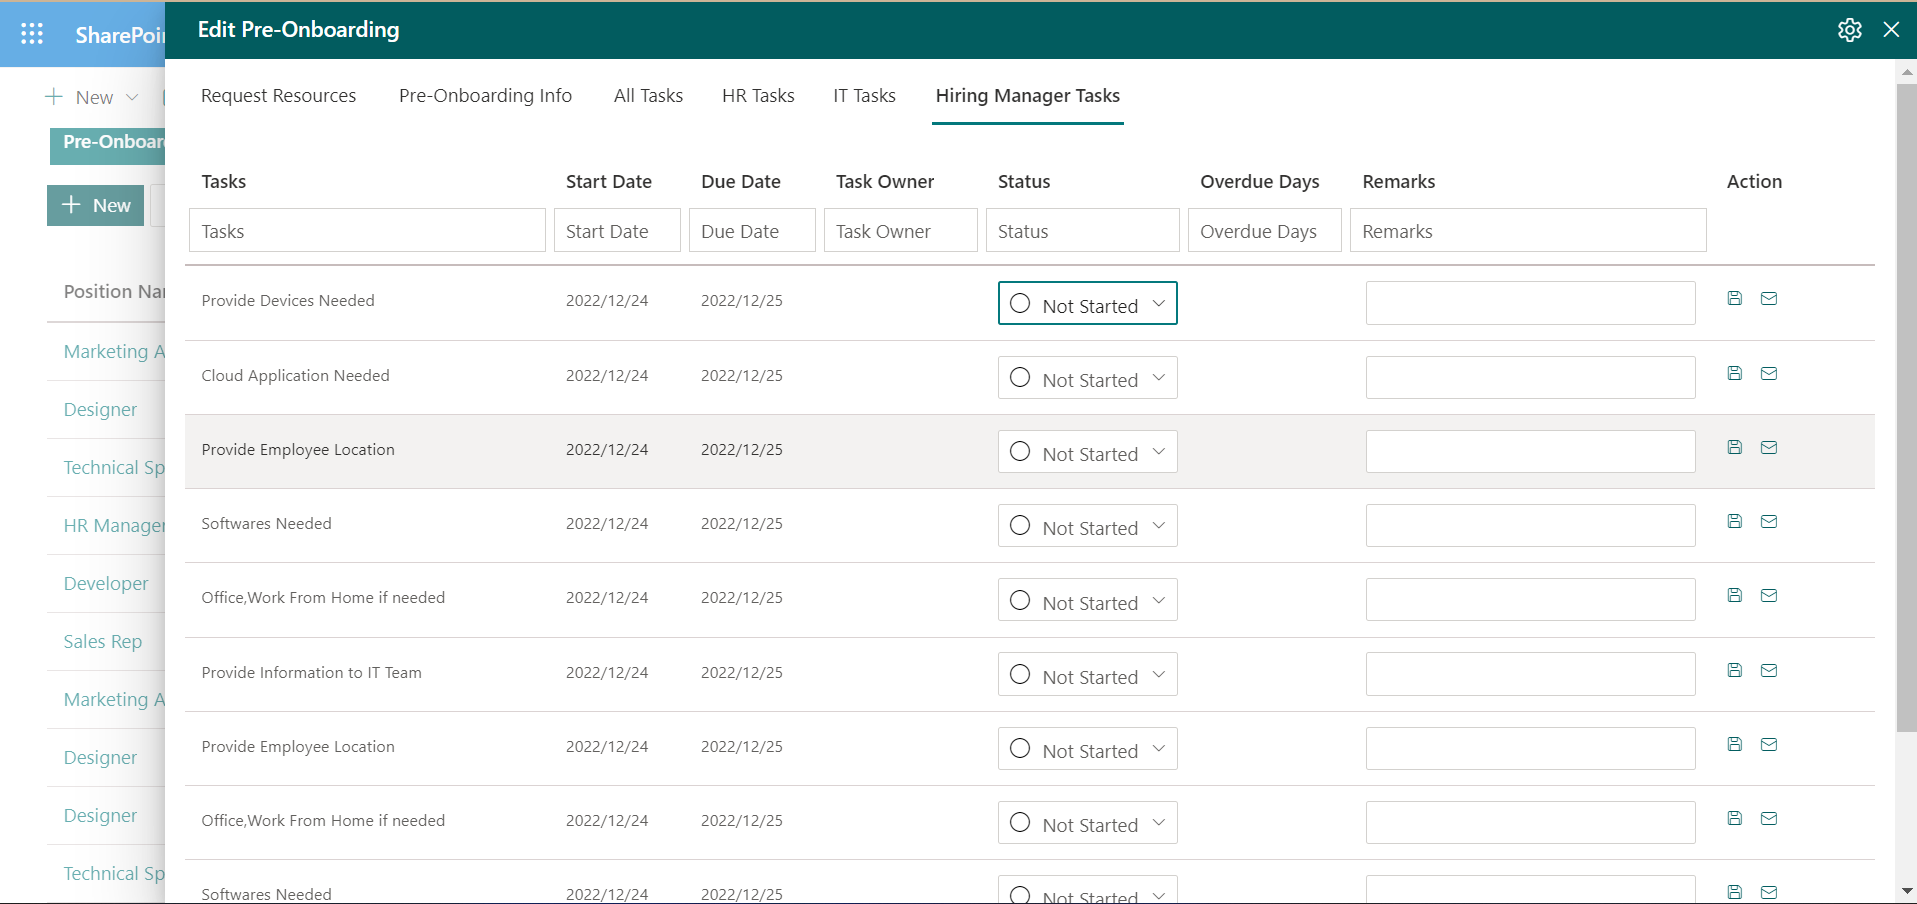 SharePoi
Edit Pre-Onboarding
New
Request Resources Pre-Onboarding Info All Tasks HR Tasks IT Tasks Hiring Manager Tasks
Pre-Onboar
Tasks Start Date Due Date Task Owner Status Overdue Days Remarks Action
New
Tasks Start Date Due Date Task Owner Status Overdue Days Remarks
Position Na
Provide Devices Needed 2022/12/24 2022/12/25 Not Started
Marketing A
Cloud Application Needed 2022/12/24 2022/12/25 Not Started
Designer
Provide Employee Location 2022/12/24 2022/12/25 Not Started
Technical Sp
Softwares Needed 2022/12/24 2022/12/25 Not Started
HR Manager
Developer
Office,Work From Home if needed 2022/12/24 2022/12/25 Not Started
Sales Rep
Provide Information to IT Team 2022/12/24 2022/12/25 Not Started
Marketing A
Provide Employee Location 2022/12/24 2022/12/25 Not Started
Designer
Designer
Office,Work From Home if needed 2022/12/24 2022/12/25 Not Started
Technical Sp
Softwares Needed 2022/12/24 2022/12/25 Not Started